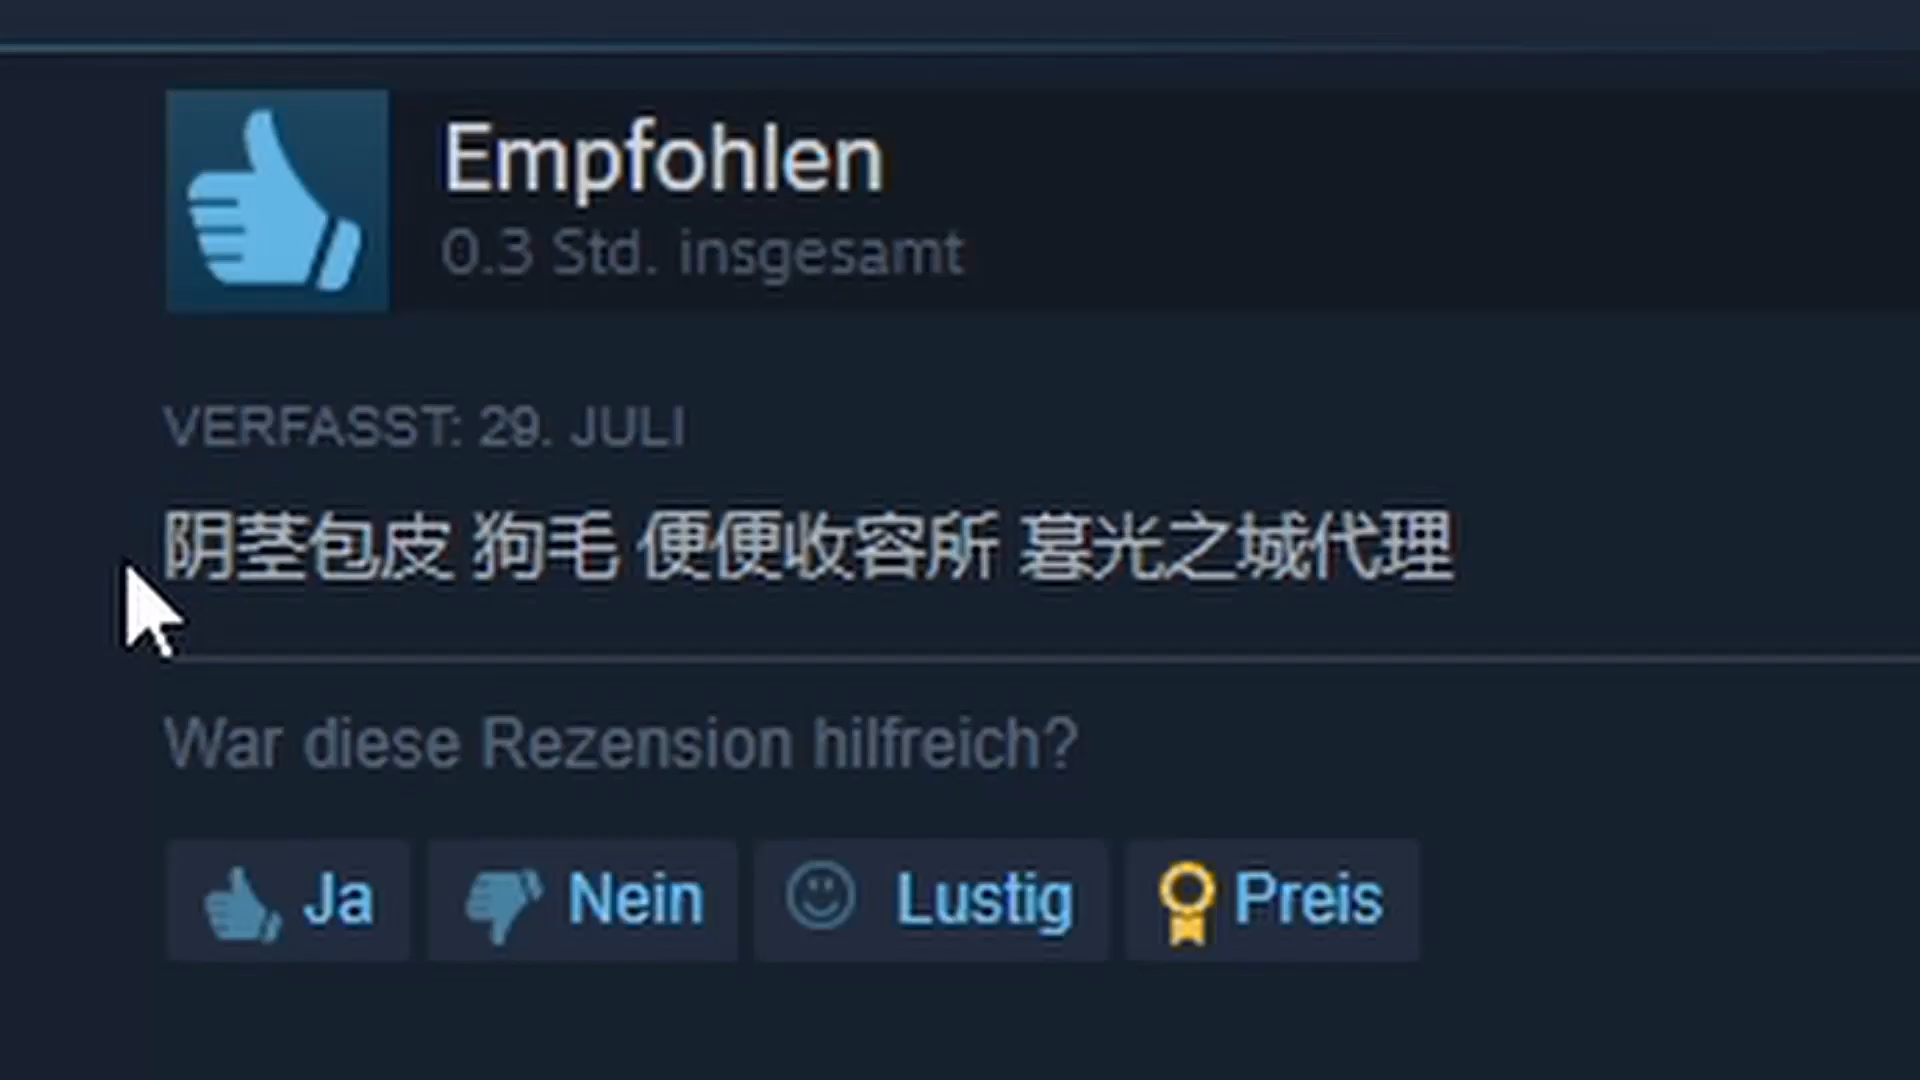 Empfohlen
0.3 Std. insgesamt
VERFASST: 29. JULI
阴茎包皮 狗毛 便便收容所 暮光之城代理
War diese Rezension hilfreich?
Ja Nein Lustig Preis